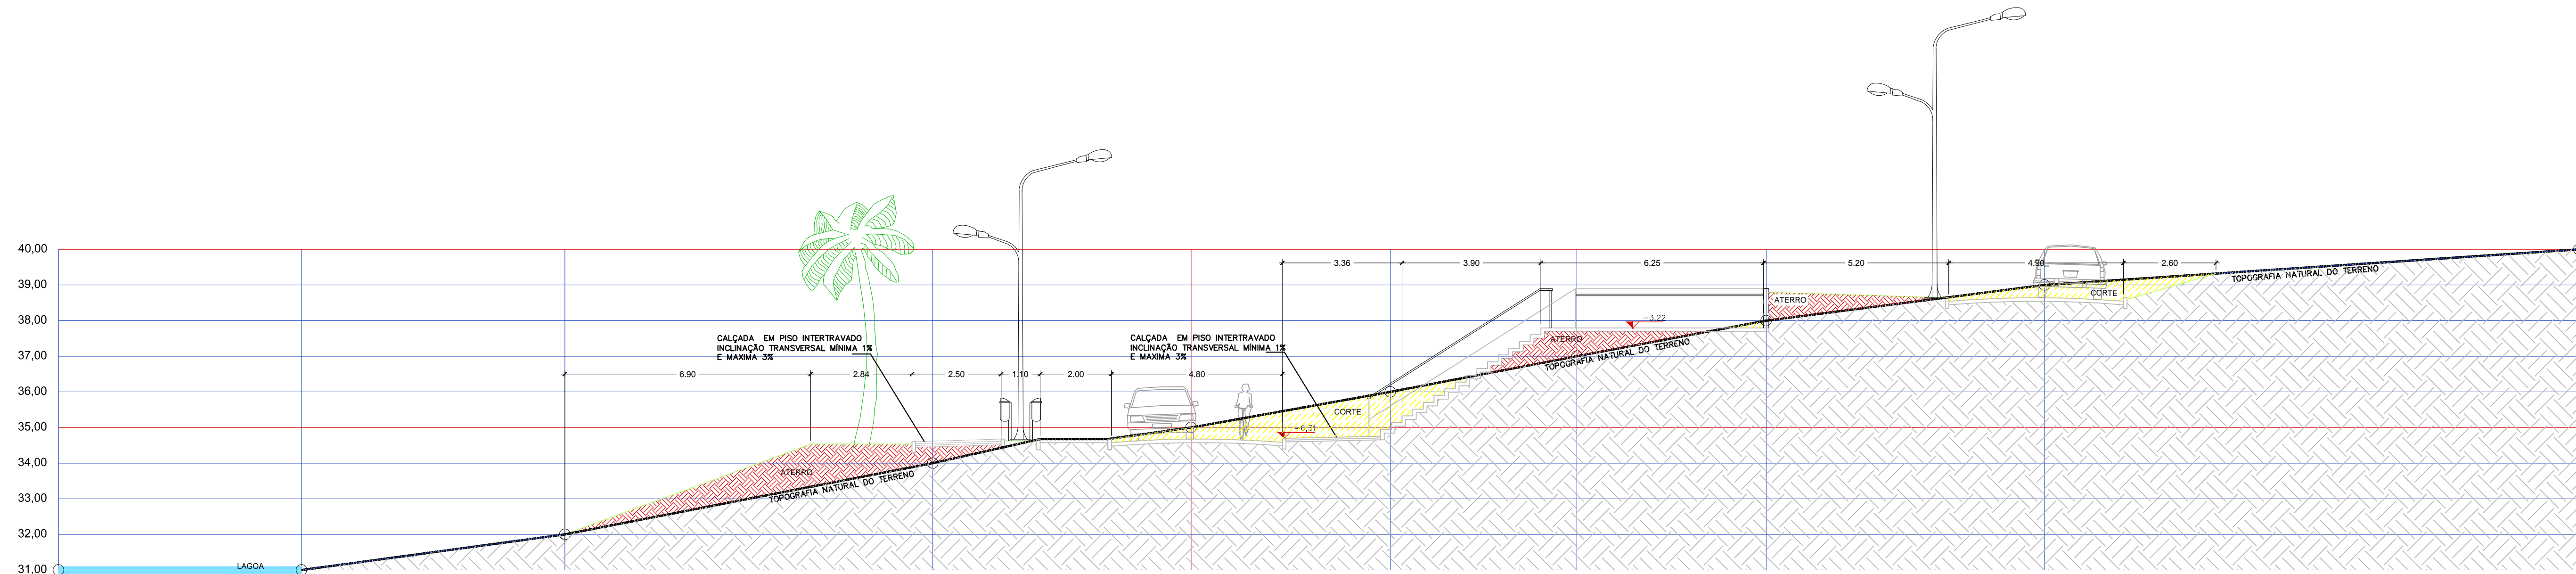 40,00
39,00
38,00
37,00
36,00
35,00
34,00
33,00
32,00
31,00
LAGOA
CALÇADA EM PISO INTERTRAVADO
INCLINAÇÃO TRANSVERSAL MÍNIMA 1%
E MAXIMA 3%
6.90
2.84
2.50
1.10
2.00
4.80
ATERRO
TOPOGRAFIA NATURAL DO TERRENO
CALÇADA EM PISO INTERTRAVADO
INCLINAÇÃO TRANSVERSAL MÍNIMA 1%
E MAXIMA 3%
3.36
3.90
6.25
5.20
4.90
2.60
CORTE
-6,31
-3,22
ATERRO
TOPOGRAFIA NATURAL DO TERRENO
ATERRO
CORTE
TOPOGRAFIA NATURAL DO TERRENO